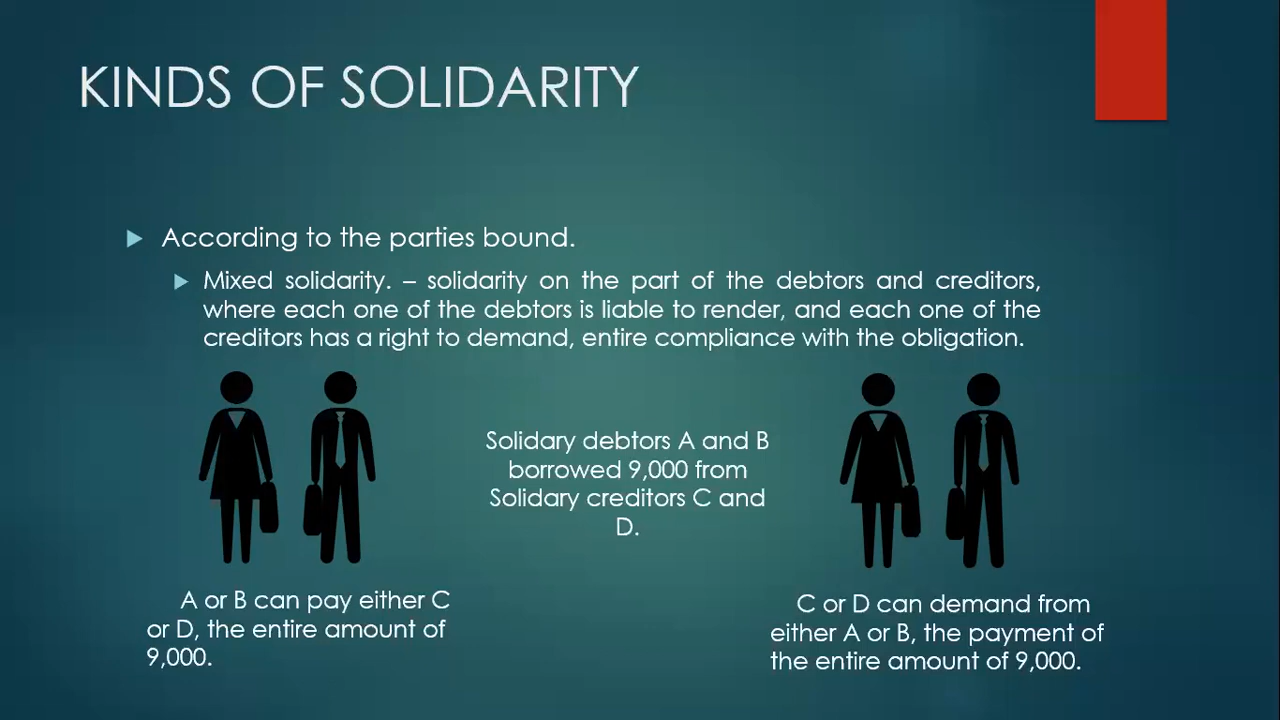 KINDS OF SOLIDARITY
According to the parties bound.
Mixed solidarity. – solidarity on the part of the debtors and creditors,
where each one of the debtors is liable to render, and each one of the
creditors has a right to demand, entire compliance with the obligation.
Solidary debtors A and B
borrowed 9,000 from
Solidary creditors C and
D.
A or B can pay either C
or D, the entire amount of
9,000.
C or D can demand from
either A or B, the payment of
the entire amount of 9,000.